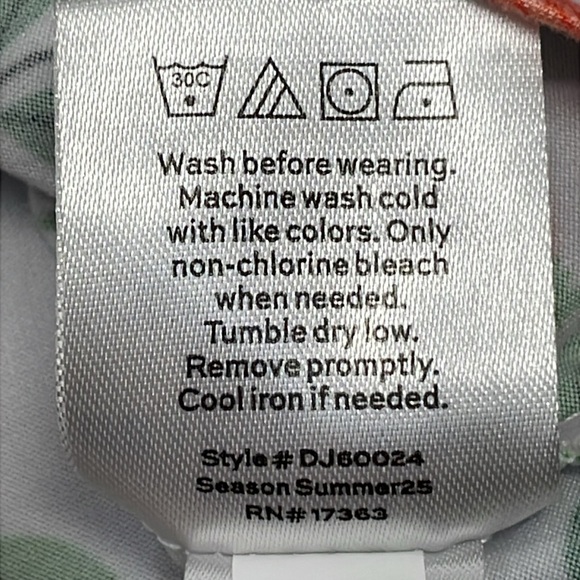 30C
Wash before wearing.
Machine wash cold
with like colors. Only
non-chlorine bleach
when needed.
Tumble dry low.
Remove promptly.
Cool iron if needed.
Style# DJ60024
Season Summer25
RN# 17363